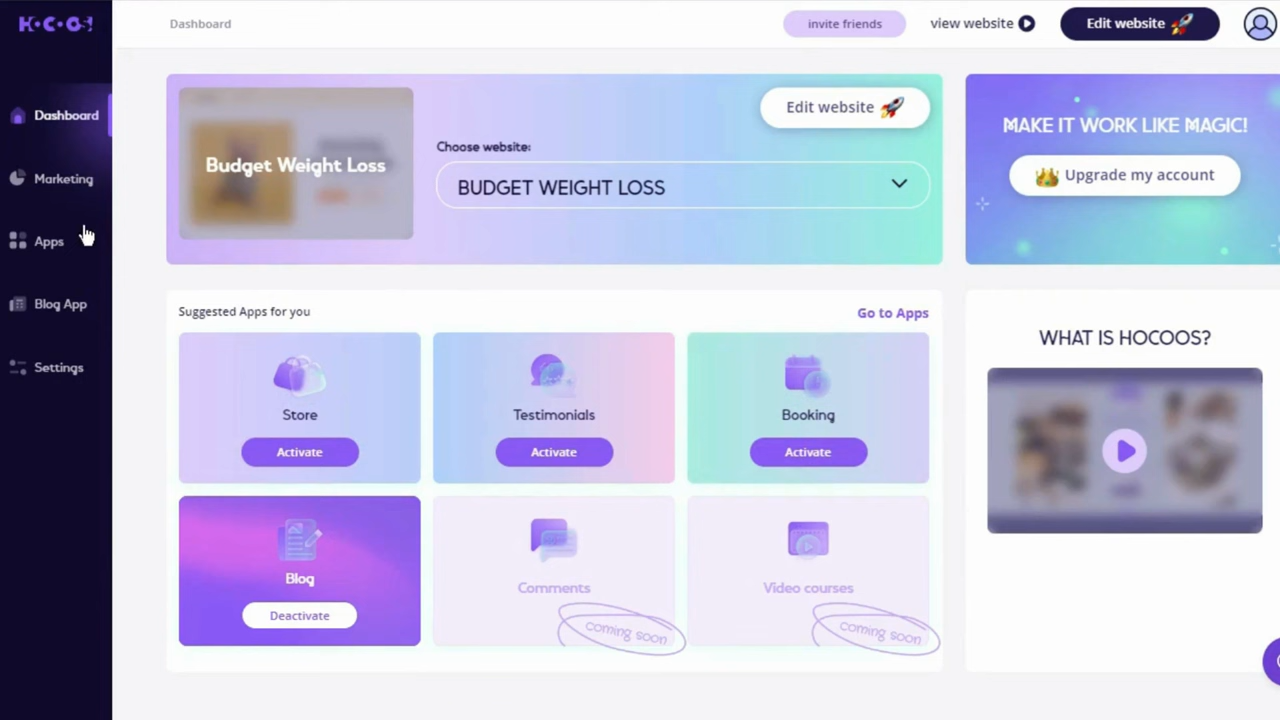 HOCOOS
Dashboard
invite friends
view website
Edit website
Dashboard
Marketing
Apps
Blog App
Settings
Budget Weight Loss
Edit website
Choose website:
BUDGET WEIGHT LOSS
MAKE IT WORK LIKE MAGIC!
Upgrade my account
Suggested Apps for you
Go to Apps
Store
Activate
Testimonials
Activate
Booking
Activate
Blog
Deactivate
Comments
coming soon
Video courses
coming soon
WHAT IS HOCOOS?